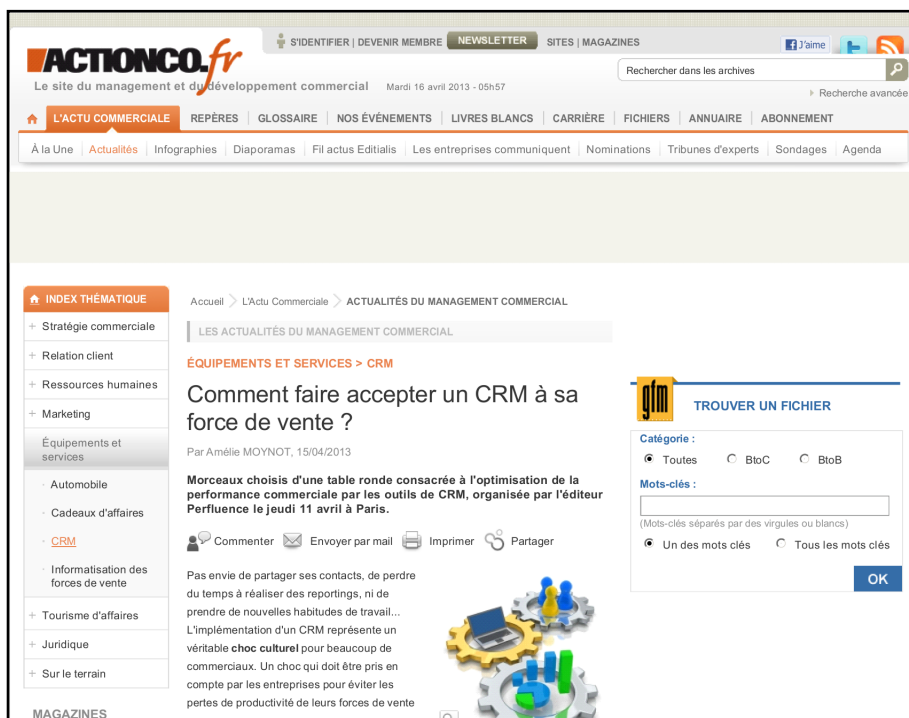 S'IDENTIFIER | DEVENIR MEMBRE NEWSLETTER SITES | MAGAZINES
J'aime
ACTIONCO.fr
Le site du management et du développement commercial
Mardi 16 avril 2013 - 05h57
Rechercher dans les archives
Recherche avancée
L'ACTU COMMERCIALE REPÈRES GLOSSAIRE NOS ÉVÉNEMENTS LIVRES BLANCS CARRIÈRE FICHIERS ANNUAIRE ABONNEMENT
À la Une Actualités Infographies Diaporamas Fil actus Editialis Les entreprises communiquent Nominations Tribunes d'experts Sondages Agenda
INDEX THÉMATIQUE
+ Stratégie commerciale
+ Relation client
+ Ressources humaines
+ Marketing
Équipements et
services
Automobile
Cadeaux d'affaires
CRM
Informatisation des
forces de vente
+ Tourisme d'affaires
+ Juridique
+ Sur le terrain
MAGAZINES
Accueil L'Actu Commerciale ACTUALITÉS DU MANAGEMENT COMMERCIAL
LES ACTUALITÉS DU MANAGEMENT COMMERCIAL
ÉQUIPEMENTS ET SERVICES > CRM
Comment faire accepter un CRM à sa
force de vente ?
Par Amélie MOYNOT, 15/04/2013
Morceaux choisis d'une table ronde consacrée à l'optimisation de la
performance commerciale par les outils de CRM, organisée par l'éditeur
Perfluence le jeudi 11 avril à Paris.
Commenter Envoyer par mail Imprimer Partager
Pas envie de partager ses contacts, de perdre
du temps à réaliser des reportings, ni de
prendre de nouvelles habitudes de travail...
L'implémentation d'un CRM représente un
véritable choc culturel pour beaucoup de
commerciaux. Un choc qui doit être pris en
compte par les entreprises pour éviter les
pertes de productivité de leurs forces de vente
gfm
TROUVER UN FICHIER
Catégorie :
Toutes BtoC BtoB
Mots-clés :
(Mots-clés séparés par des virgules ou blancs)
Un des mots clés Tous les mots clés
OK